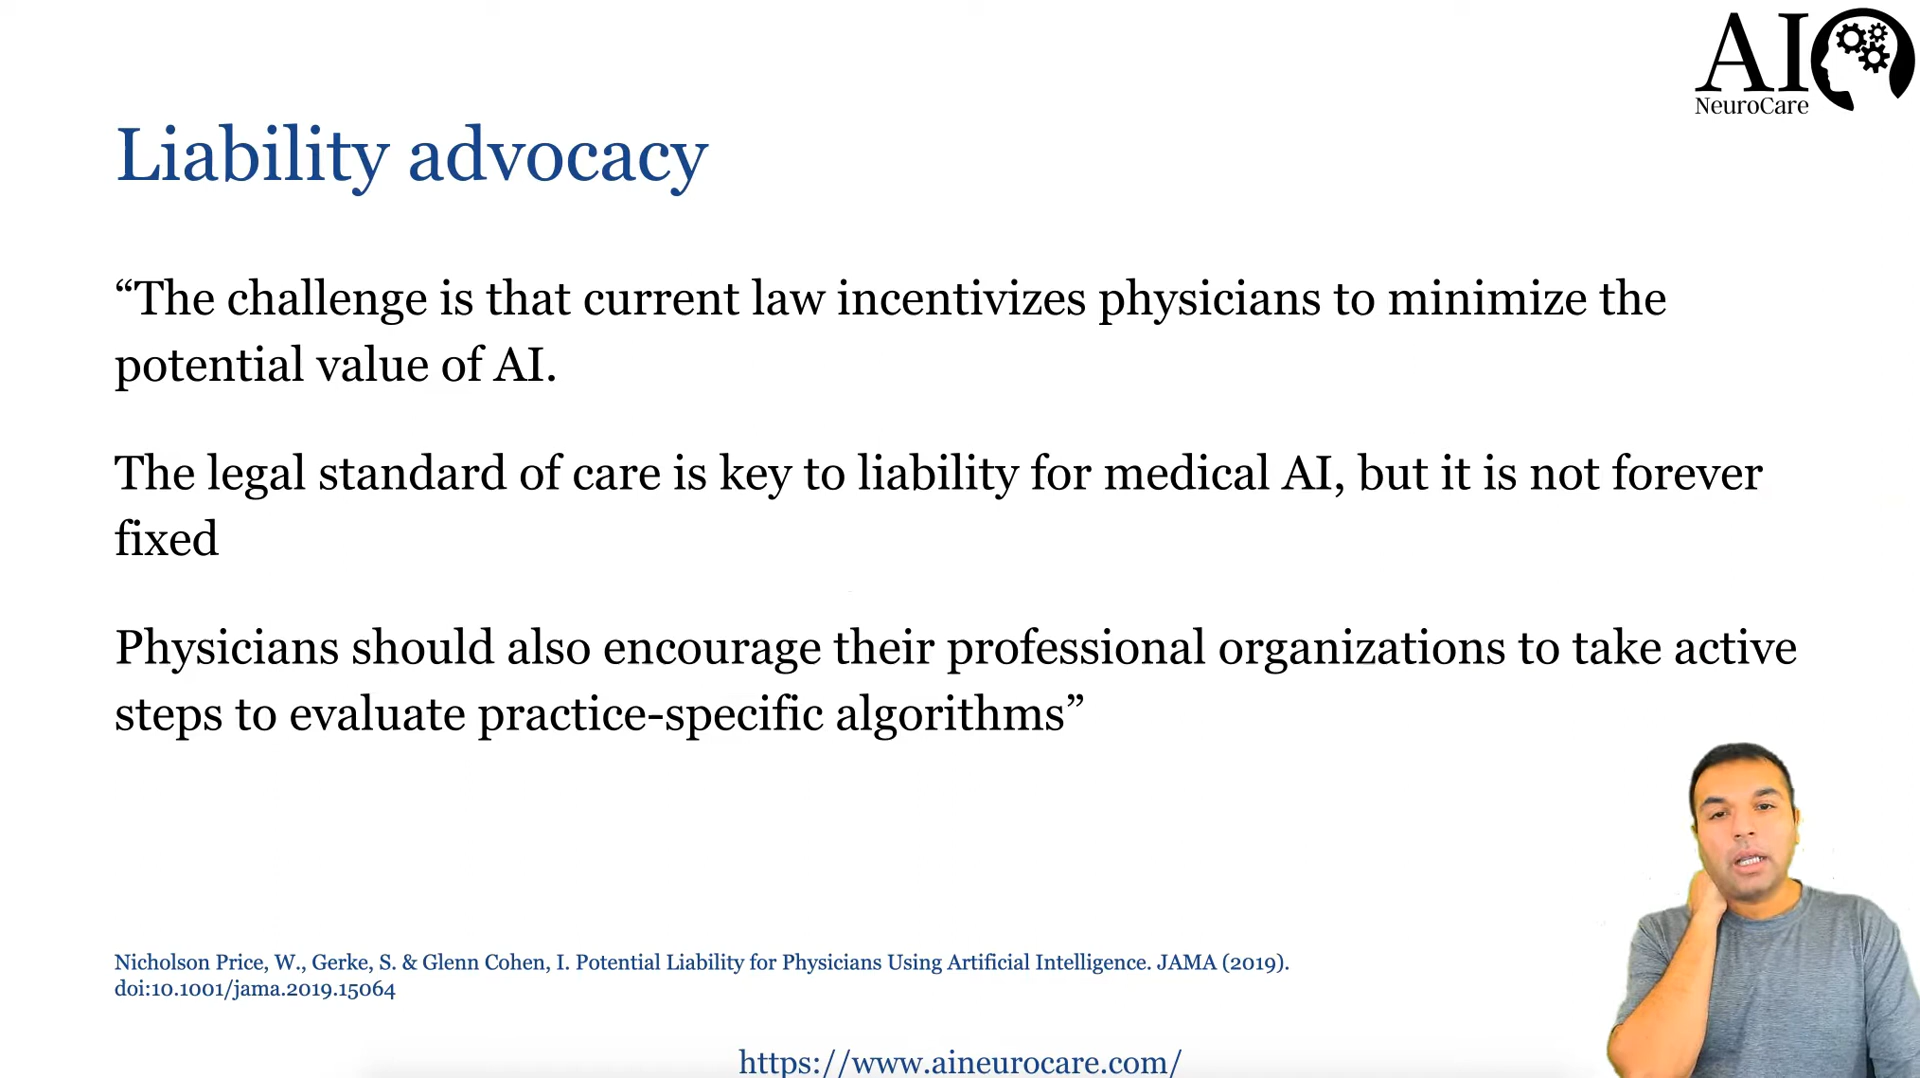 AI
NeuroCare
Liability advocacy
“The challenge is that current law incentivizes physicians to minimize the
potential value of AI.
The legal standard of care is key to liability for medical AI, but it is not forever
fixed
Physicians should also encourage their professional organizations to take active
steps to evaluate practice-specific algorithms”
Nicholson Price, W., Gerke, S. & Glenn Cohen, I. Potential Liability for Physicians Using Artificial Intelligence. JAMA (2019).
doi:10.1001/jama.2019.15064
https://www.aineurocare.com/